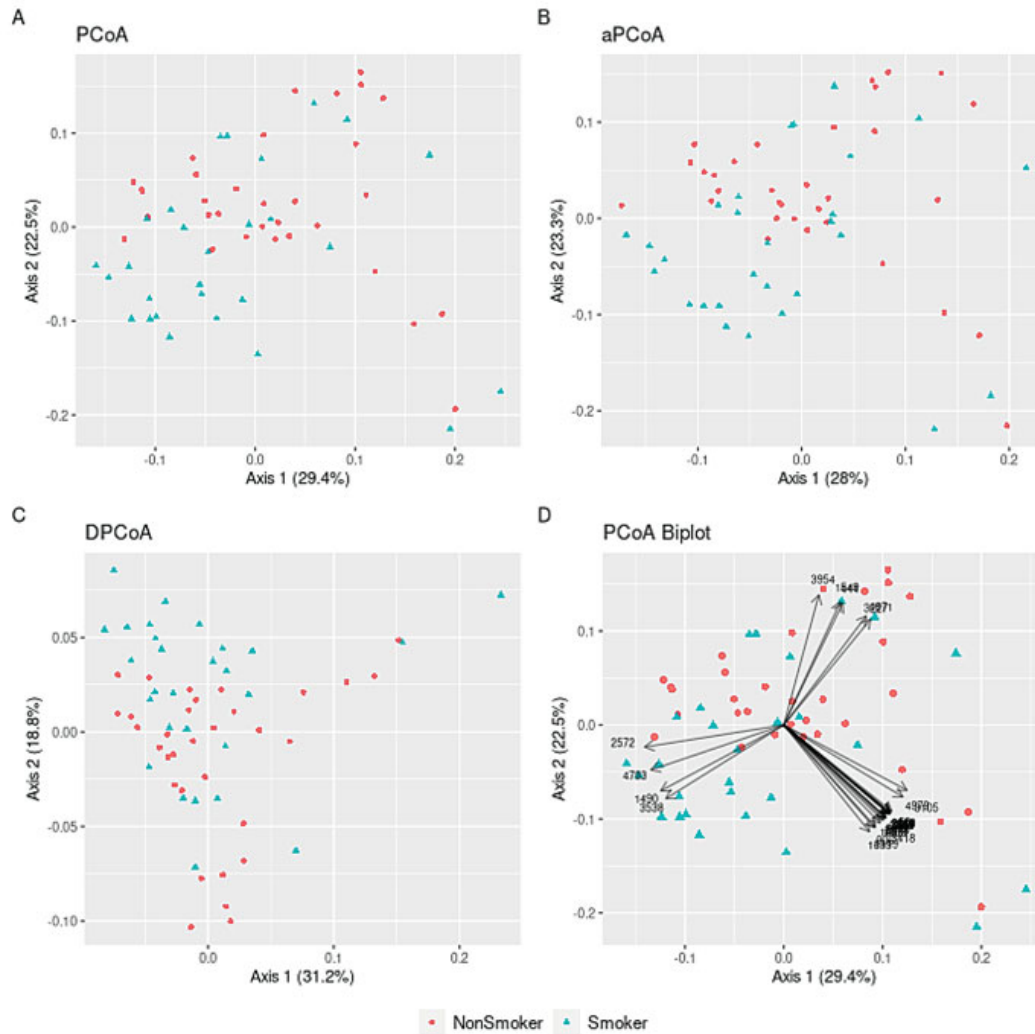 A
PCoA
0.1
0.0
-0.1
-0.2
Axis 2 (22.5%)
-0.1 0.0 0.1 0.2
Axis 1 (29.4%)
B
aPCoA
0.1
0.0
-0.1
-0.2
Axis 2 (23.3%)
-0.1 0.0 0.1 0.2
Axis 1 (28%)
C
DPCoA
0.05
0.00
-0.05
-0.10
Axis 2 (18.8%)
0.0 0.1 0.2
Axis 1 (31.2%)
D
PCoA Biplot
0.1
0.0
-0.1
-0.2
Axis 2 (22.5%)
3954
2572
1490
3538
4979
-0.1 0.0 0.1 0.2
Axis 1 (29.4%)
NonSmoker Smoker